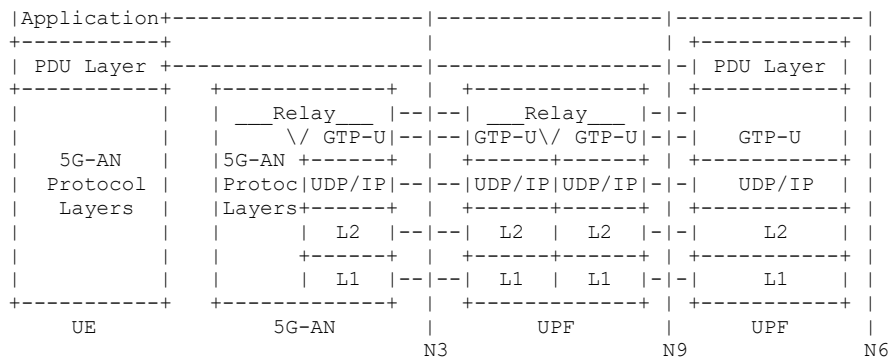 Application
PDU Layer PDU Layer
Relay Relay
GTP-U GTP-U GTP-U GTP-U
5G-AN 5G-AN
Protocol Protoc UDP/IP UDP/IP UDP/IP UDP/IP
Layers Layers
L2 L2 L2 L2
L1 L1 L1 L1
UE 5G-AN UPF UPF
N3 N9 N6